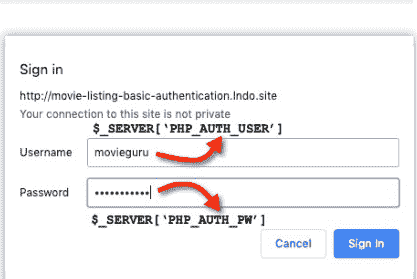 Sign in
http://movie-listing-basic-authentication.lndo.site
Your connection to this site is not private
$_SERVER[‘PHP_AUTH_USER’]
Username
movieguru
Password
•••••••••••
$_SERVER[‘PHP_AUTH_PW’]
Cancel
Sign In